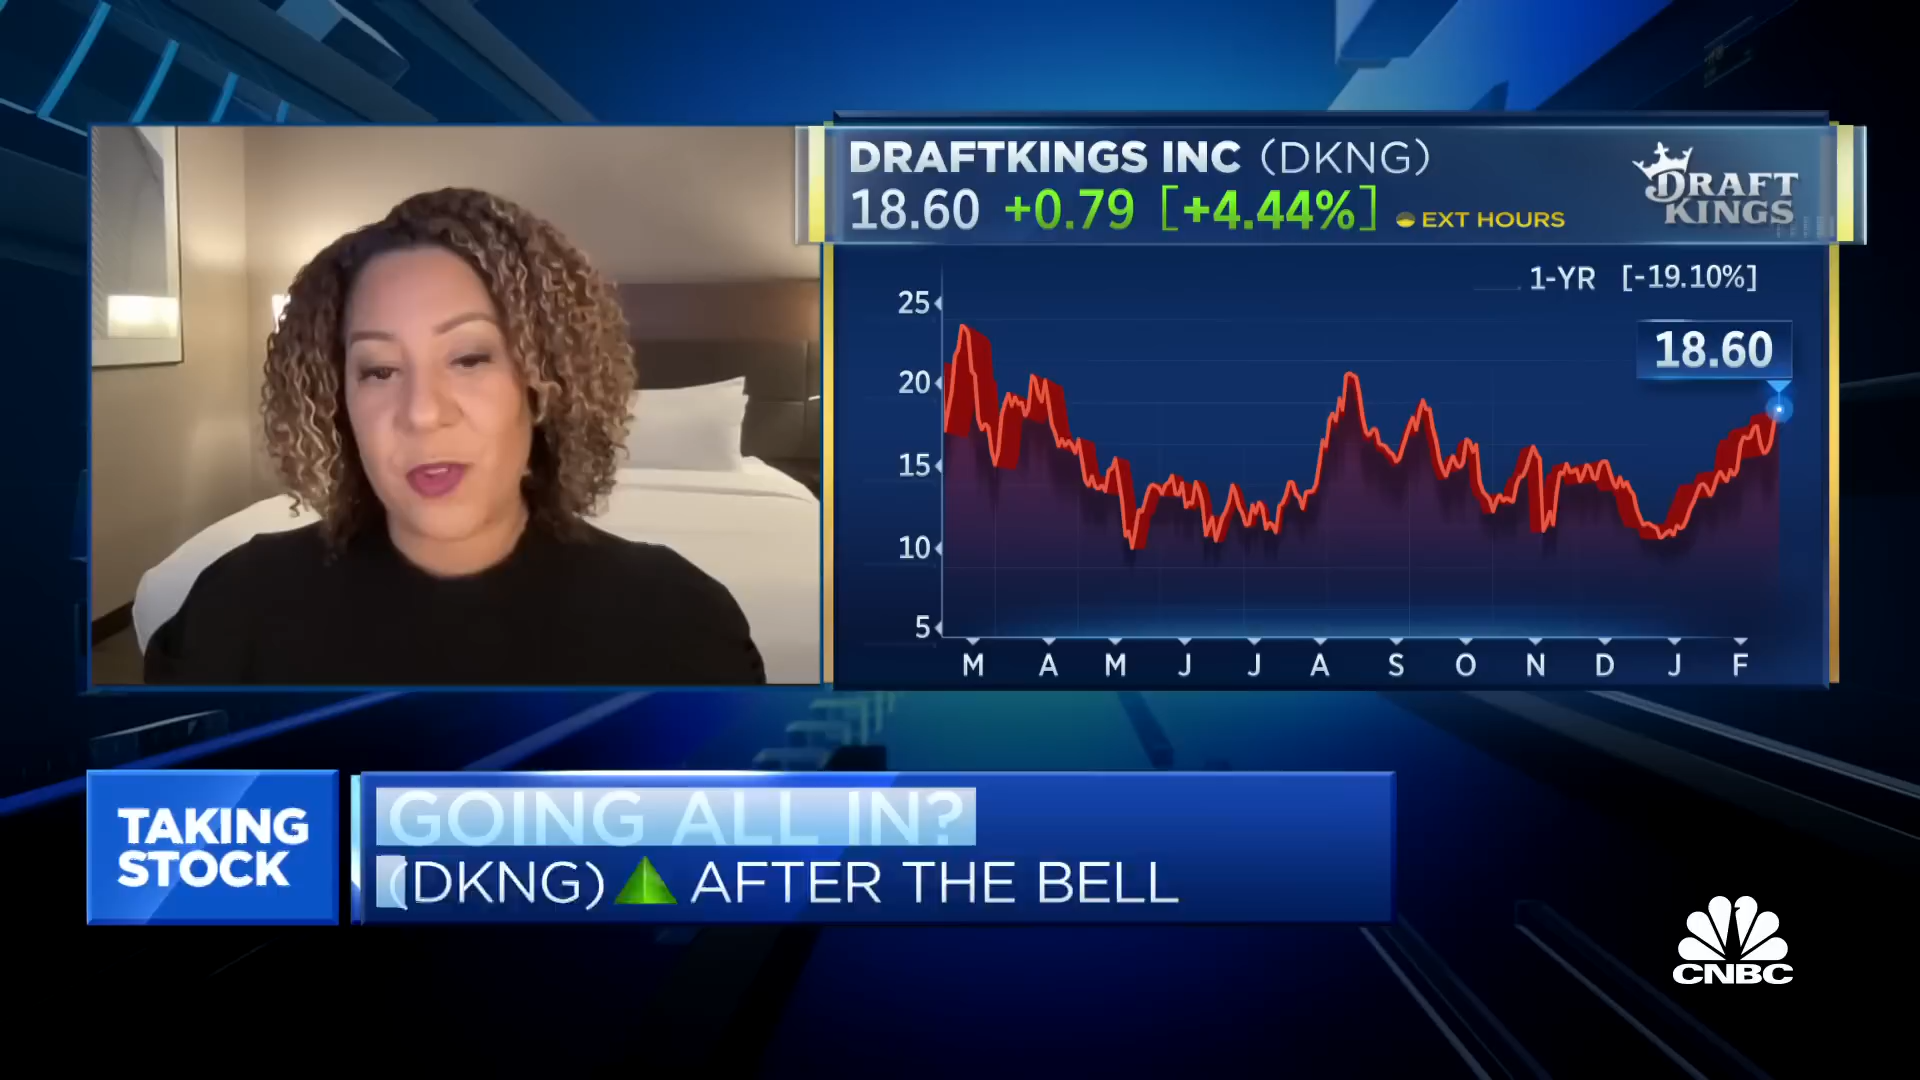 DRAFTKINGS INC (DKNG)
18.60 +0.79 [+4.44%] EXT HOURS
DRAFT
KINGS
1-YR [-19.10%]
18.60
25
20
15
10
5
M A M J J A S O N D J F
TAKING
STOCK
GOING ALL IN?
(DKNG) ▲ AFTER THE BELL
CNBC